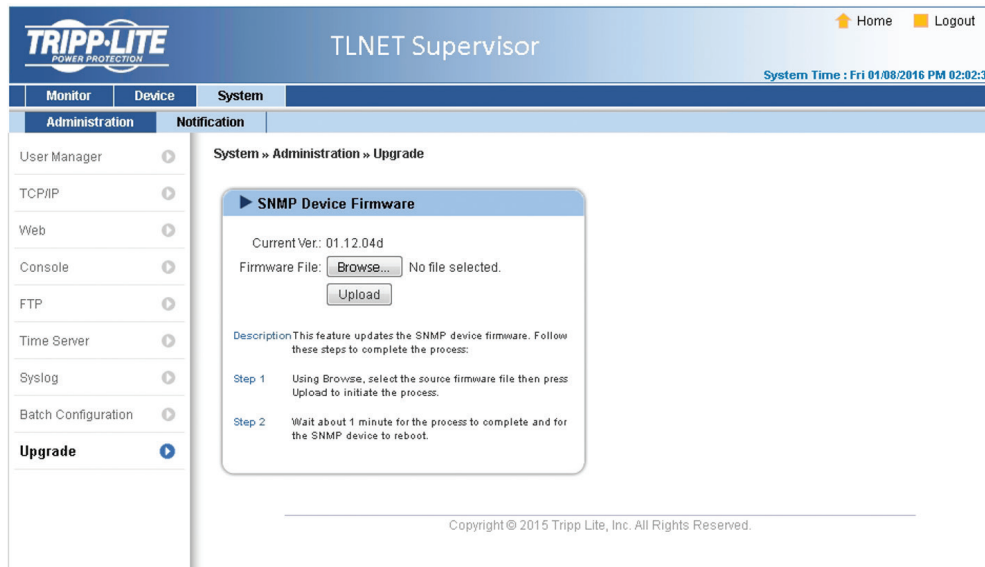 TRIPP·LITE
POWER PROTECTION
TLNET Supervisor
Home
Logout
System Time : Fri 01/08/2016 PM 02:02:3
Monitor
Device
System
Administration
Notification
User Manager
TCP/IP
Web
Console
FTP
Time Server
Syslog
Batch Configuration
Upgrade
System » Administration » Upgrade
SNMP Device Firmware
Current Ver.: 01.12.04d
Firmware File: Browse... No file selected.
Upload
Description This feature updates the SNMP device firmware. Follow
these steps to complete the process:
Step 1 Using Browse, select the source firmware file then press
Upload to initiate the process.
Step 2 Wait about 1 minute for the process to complete and for
the SNMP device to reboot.
Copyright © 2015 Tripp Lite, Inc. All Rights Reserved.